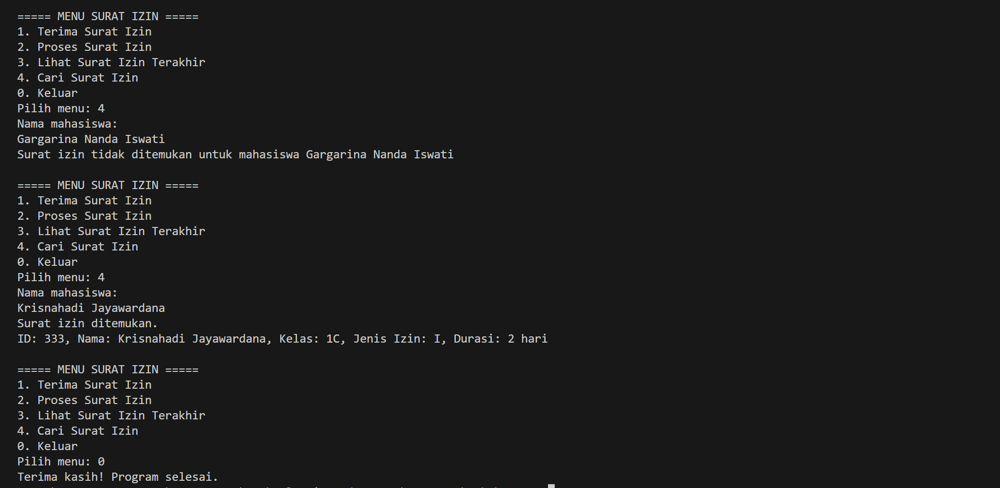 ===== MENU SURAT IZIN =====
1. Terima Surat Izin
2. Proses Surat Izin
3. Lihat Surat Izin Terakhir
4. Cari Surat Izin
0. Keluar
Pilih menu: 4
Nama mahasiswa:
Gargarina Nanda Iswati
Surat izin tidak ditemukan untuk mahasiswa Gargarina Nanda Iswati

===== MENU SURAT IZIN =====
1. Terima Surat Izin
2. Proses Surat Izin
3. Lihat Surat Izin Terakhir
4. Cari Surat Izin
0. Keluar
Pilih menu: 4
Nama mahasiswa:
Krisnahadi Jayawardana
Surat izin ditemukan.
ID: 333, Nama: Krisnahadi Jayawardana, Kelas: 1C, Jenis Izin: I, Durasi: 2 hari

===== MENU SURAT IZIN =====
1. Terima Surat Izin
2. Proses Surat Izin
3. Lihat Surat Izin Terakhir
4. Cari Surat Izin
0. Keluar
Pilih menu: 0
Terima kasih! Program selesai.